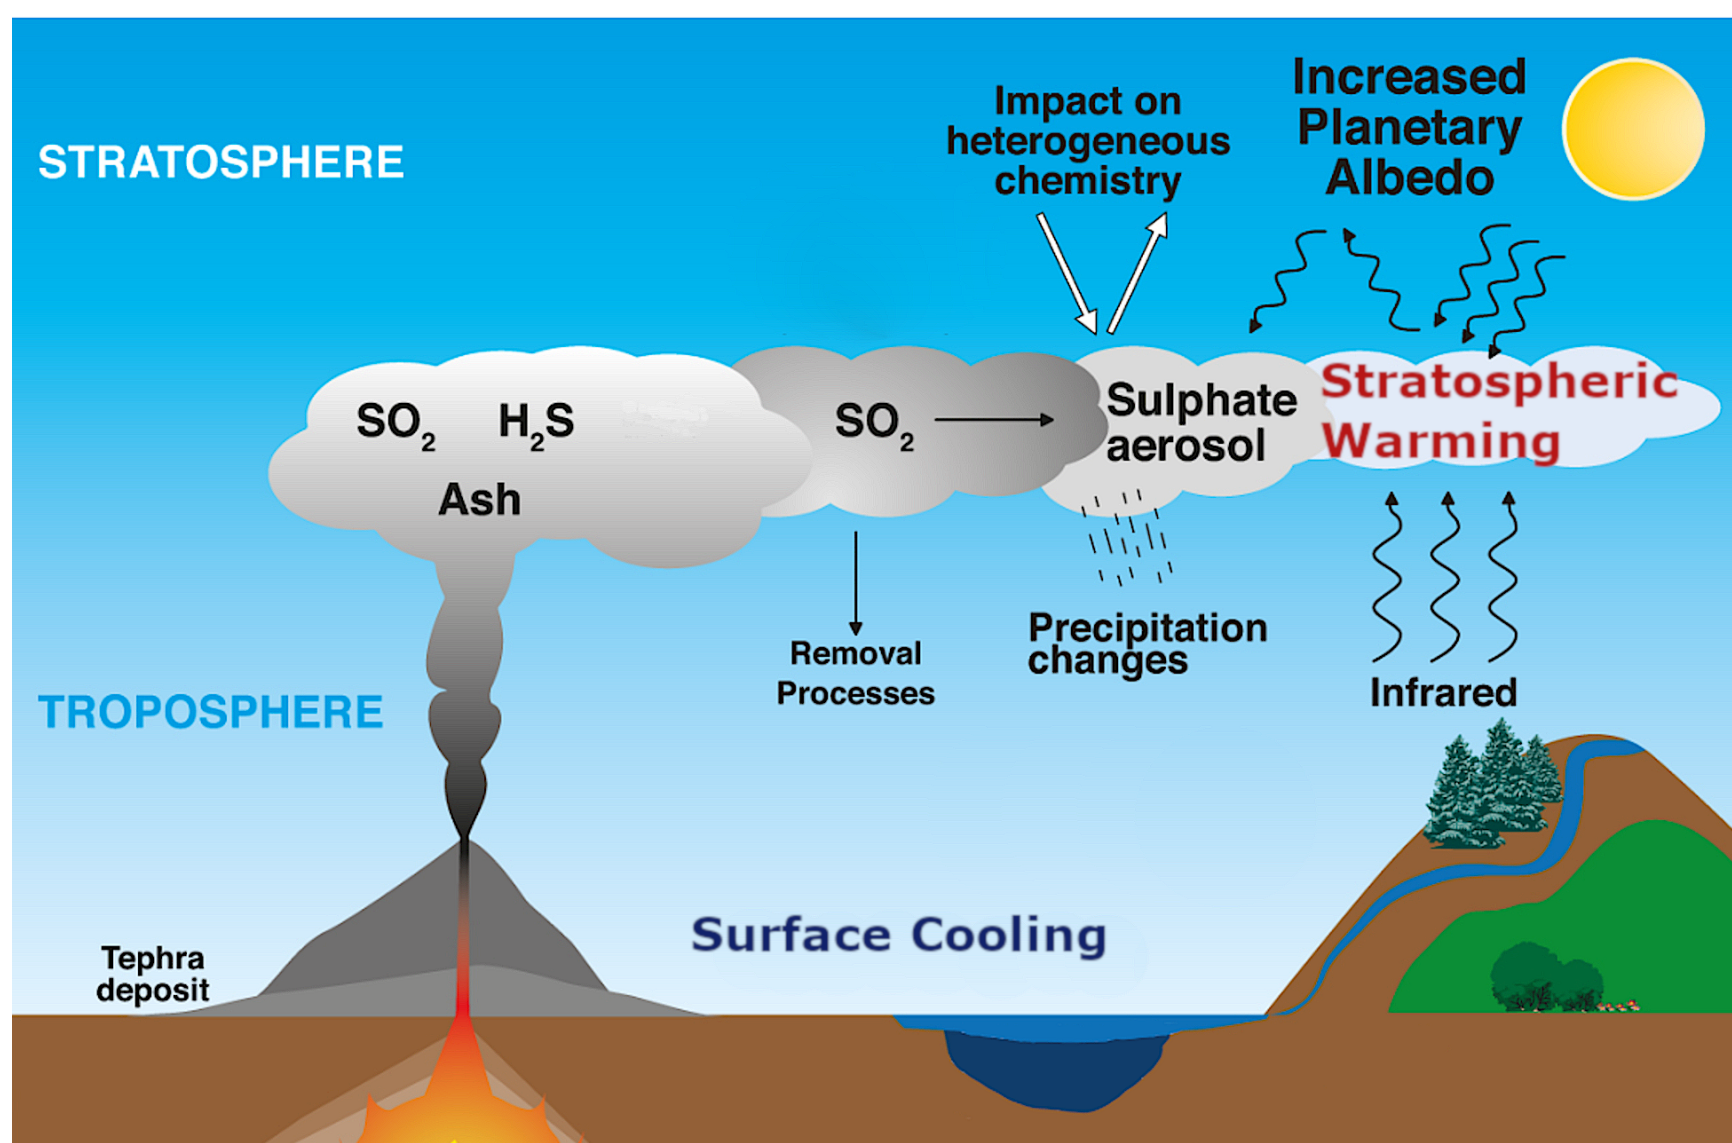 STRATOSPHERE
Impact on
heterogeneous
chemistry
Increased
Planetary
Albedo
SO₂ H₂S
Ash
SO₂
Sulphate
aerosol
Stratospheric
Warming
Removal
Processes
Precipitation
changes
Infrared
TROPOSPHERE
Surface Cooling
Tephra
deposit